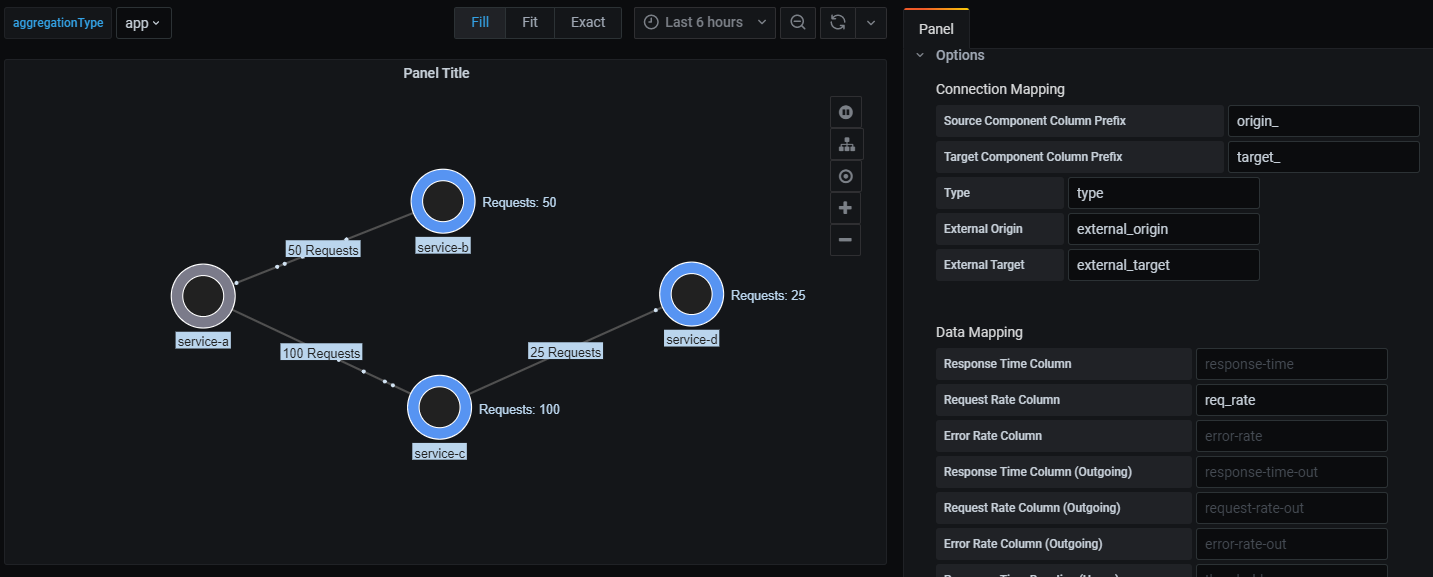 aggregationType app Fill Fit Exact Last 6 hours
Panel Title
Requests: 50
service-b
50 Requests
service-a
Requests: 25
service-d
100 Requests
25 Requests
Requests: 100
service-c
Panel
Options
Connection Mapping
Source Component Column Prefix origin_
Target Component Column Prefix target_
Type type
External Origin external_origin
External Target external_target
Data Mapping
Response Time Column response-time
Request Rate Column req_rate
Error Rate Column error-rate
Response Time Column (Outgoing) response-time-out
Request Rate Column (Outgoing) request-rate-out
Error Rate Column (Outgoing) error-rate-out